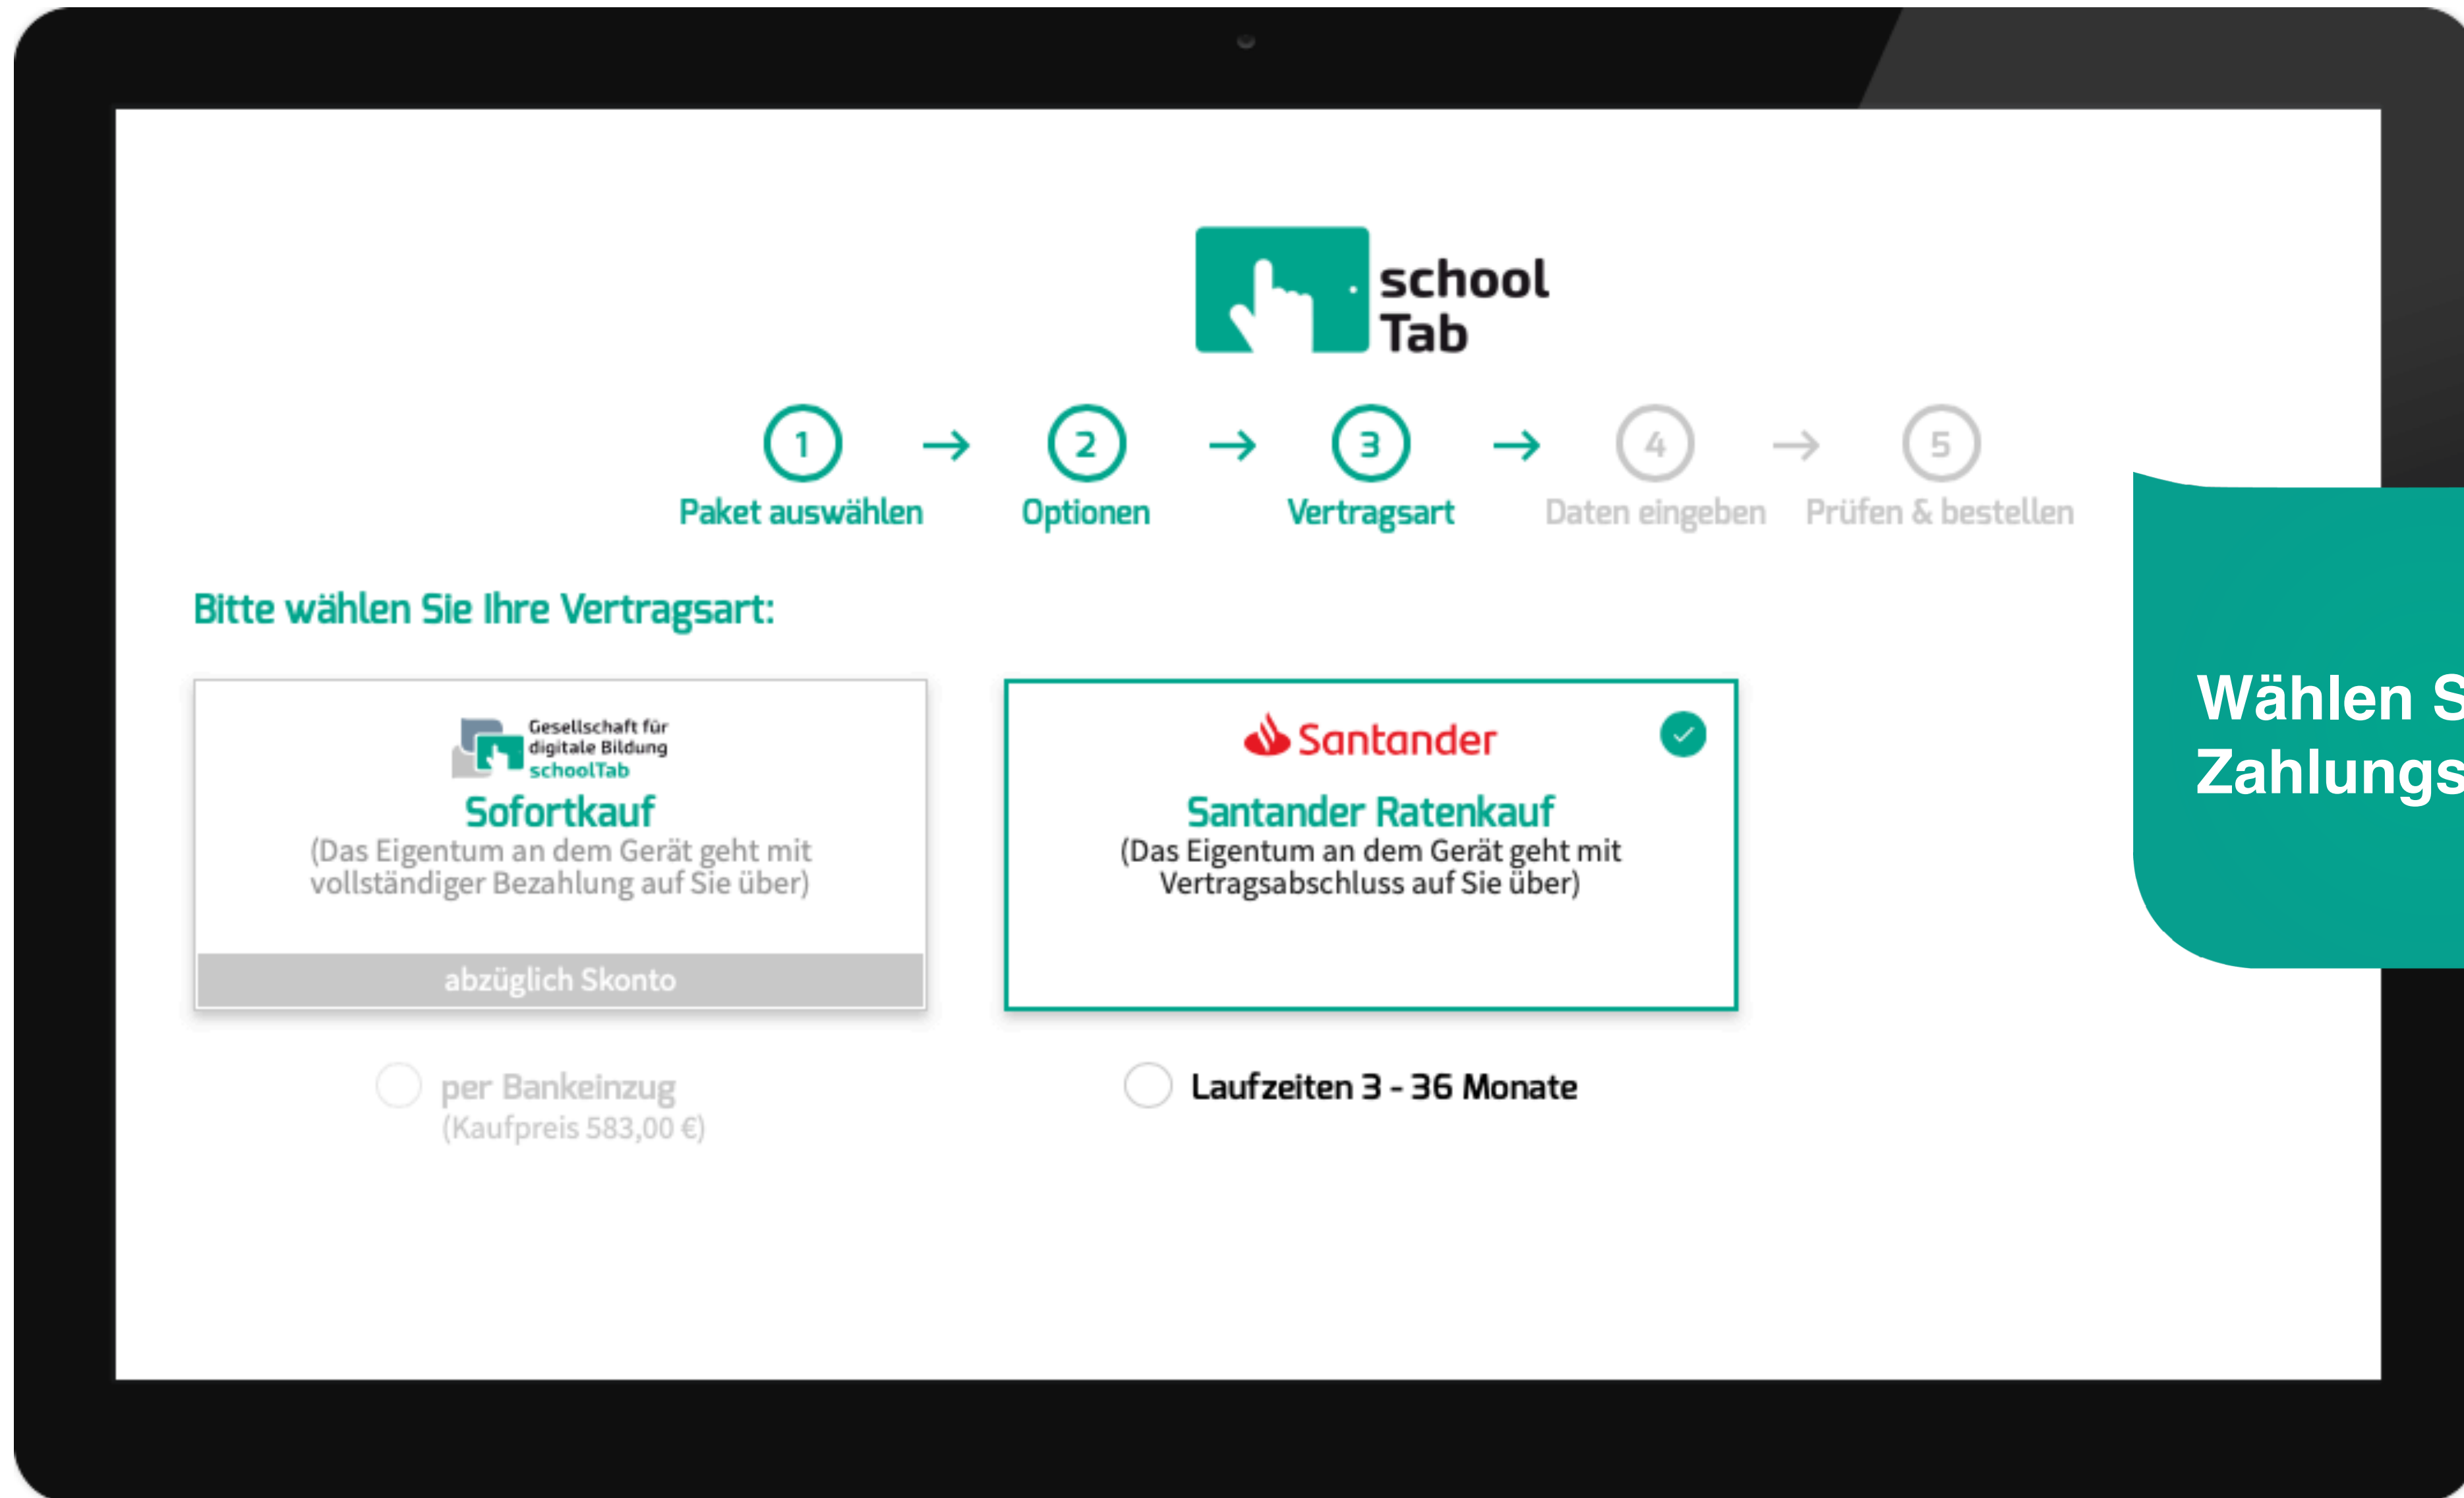 school
Tab
1
2
3
4
5
Paket auswählen
Optionen
Vertragsart
Daten eingeben
Prüfen & bestellen
Bitte wählen Sie Ihre Vertragsart:
Gesellschaft für
digitale Bildung
schoolTab
Sofortkauf
(Das Eigentum an dem Gerät geht mit
vollständiger Bezahlung auf Sie über)
abzüglich Skonto
per Bankeinzug
(Kaufpreis 583,00 €)
Santander
Santander Ratenkauf
(Das Eigentum an dem Gerät geht mit
Vertragsabschluss auf Sie über)
Laufzeiten 3 - 36 Monate
Wählen S
Zahlungs